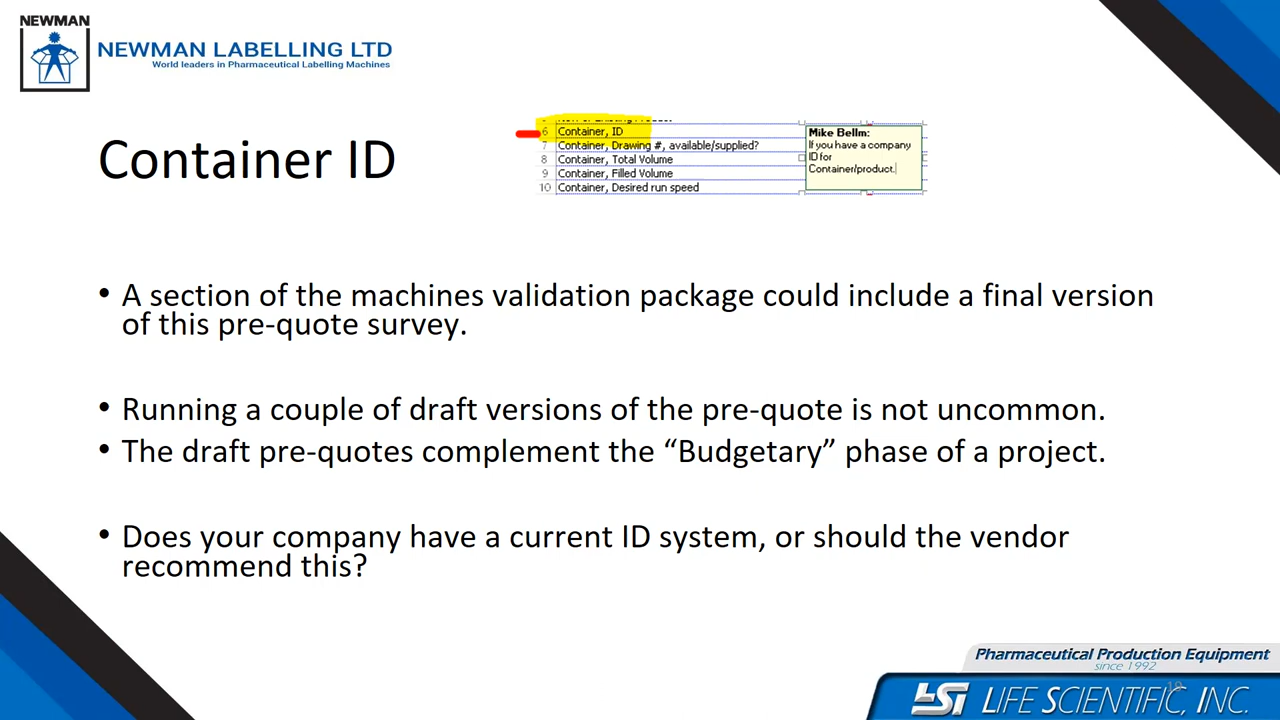 NEWMAN
NEWMAN LABELLING LTD
World leaders in Pharmaceutical Labelling Machines
Container ID
6 Container, ID
7 Container, Drawing #, available/supplied?
8 Container, Total Volume
9 Container, Filled Volume
10 Container, Desired run speed
Mike Bellm:
If you have a company
ID for
Container/product.
• A section of the machines validation package could include a final version
of this pre-quote survey.
• Running a couple of draft versions of the pre-quote is not uncommon.
• The draft pre-quotes complement the “Budgetary” phase of a project.
• Does your company have a current ID system, or should the vendor
recommend this?
Pharmaceutical Production Equipment
since 1992
19
LIFE SCIENTIFIC, INC.